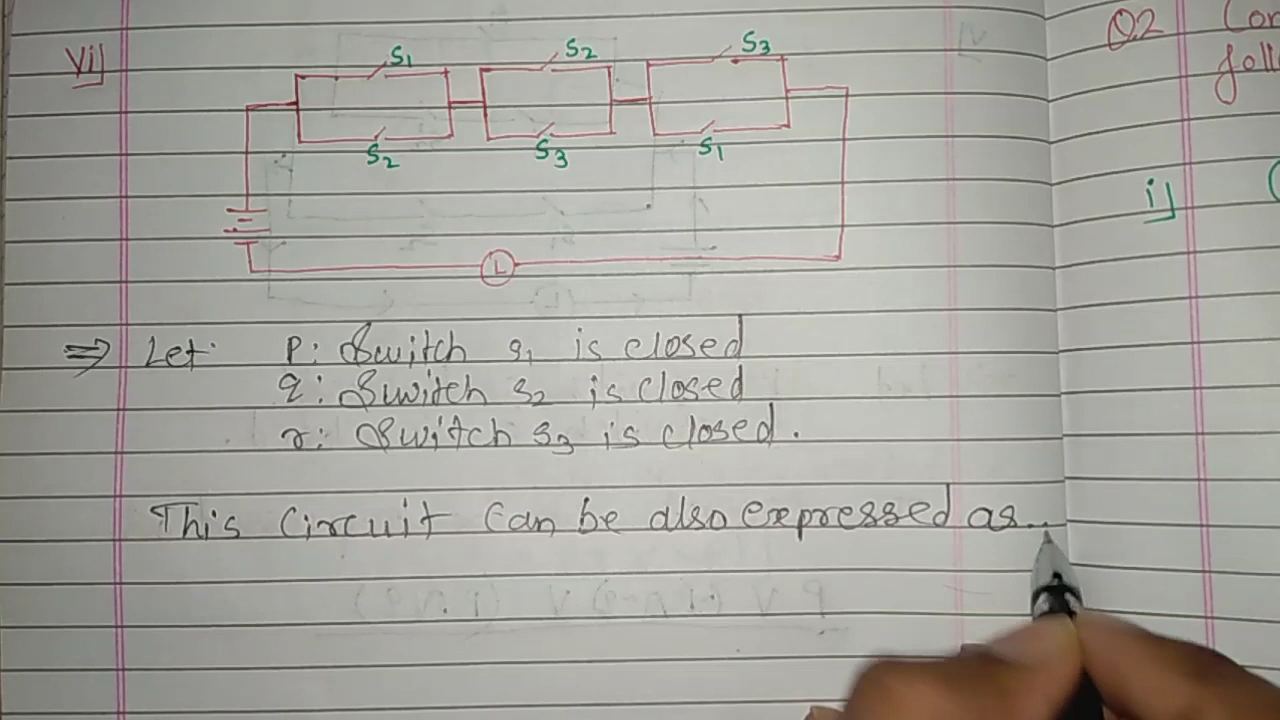 vi]
S1 S2 S3
S2 S3 S1
L
⇒ Let p: Switch s1 is closed
q: Switch s2 is closed
r: Switch s3 is closed.
This circuit can be also expressed as..
Q2
i]